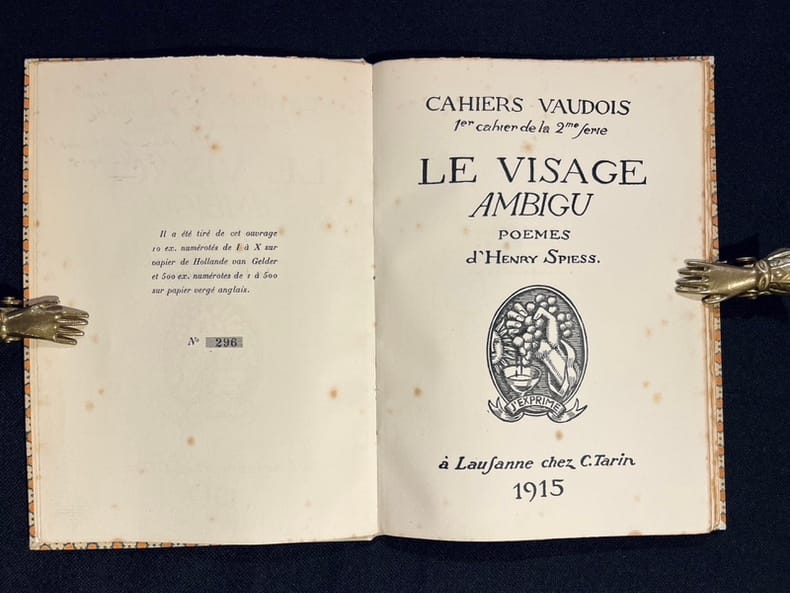 Il a été tiré de cet ouvrage
10 ex. numérotés de I à X sur
papier de Hollande van Gelder
et 500 ex. numérotés de 1 à 500
sur papier vergé anglais.
Nº 296
CAHIERS VAUDOIS
1er cahier de la 2me serie
LE VISAGE
AMBIGU
POEMES
d'HENRY SPIESS.
J'EXPRIME
à Lauſanne chez C. Tarin
1915